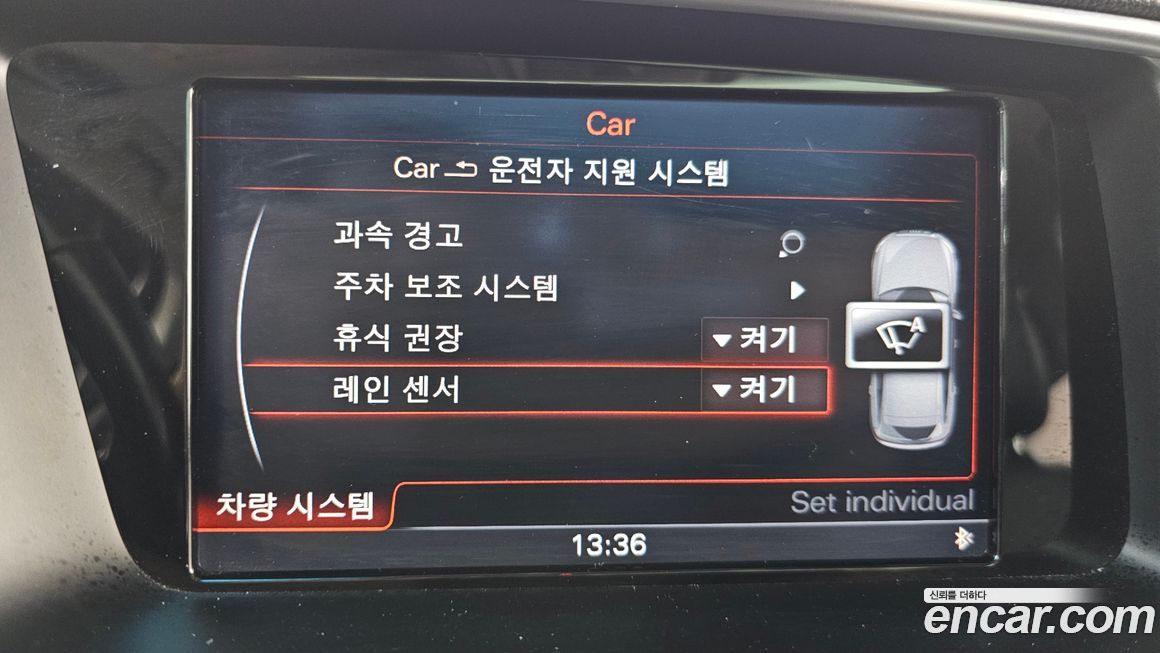 Car
Car 운전자 지원 시스템
과속 경고
주차 보조 시스템
휴식 권장 켜기
레인 센서 켜기
A
차량 시스템 Set individual
13:36
신뢰를 더하다
encar.com